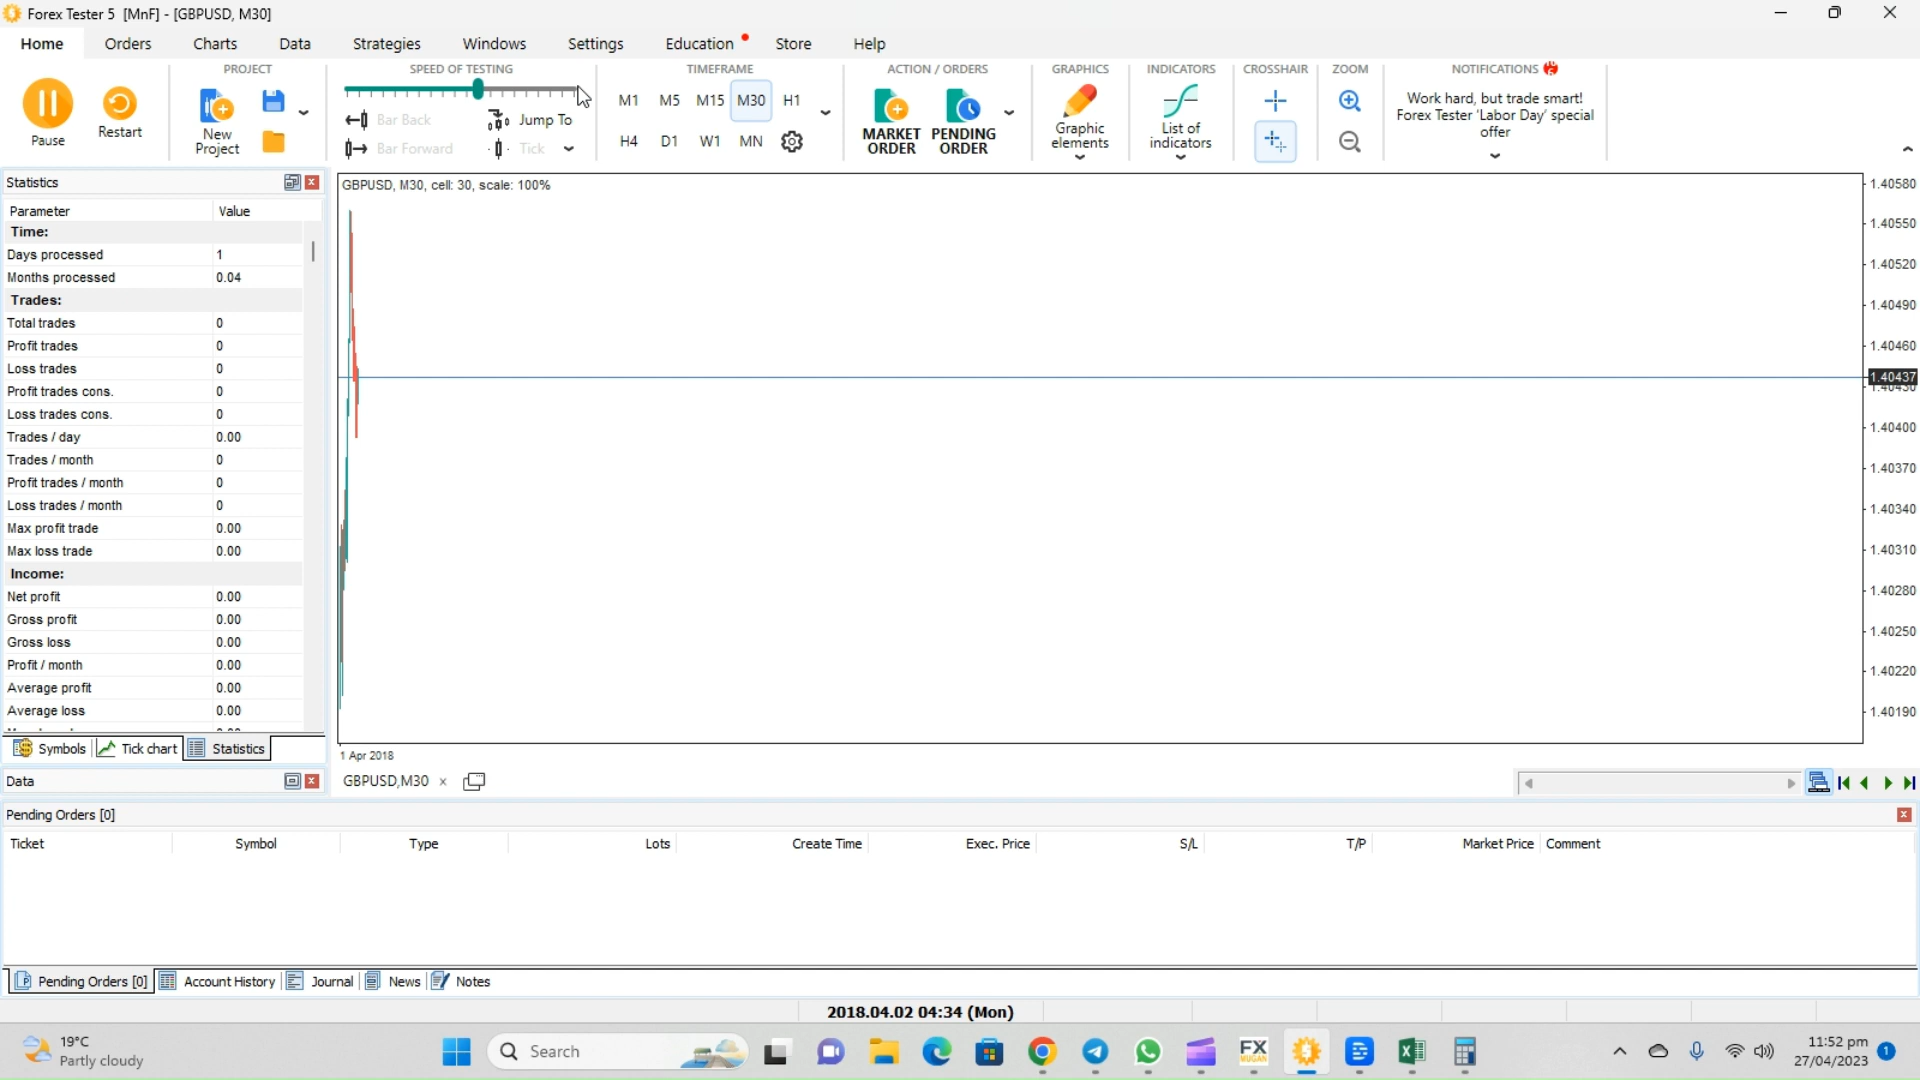 Forex Tester 5 [MnF] - [GBPUSD, M30]
Home Orders Charts Data Strategies Windows Settings Education Store Help
PROJECT SPEED OF TESTING TIMEFRAME ACTION / ORDERS GRAPHICS INDICATORS CROSSHAIR ZOOM NOTIFICATIONS
Pause Restart
New Project
Bar Back Jump To
Bar Forward Tick
M1 M5 M15 M30 H1
H4 D1 W1 MN
MARKET ORDER
PENDING ORDER
Graphic elements
List of indicators
Work hard, but trade smart!
Forex Tester 'Labor Day' special
offer
Statistics
Parameter Value
Time:
Days processed 1
Months processed 0.04
Trades:
Total trades 0
Profit trades 0
Loss trades 0
Profit trades cons. 0
Loss trades cons. 0
Trades / day 0.00
Trades / month 0
Profit trades / month 0
Loss trades / month 0
Max profit trade 0.00
Max loss trade 0.00
Income:
Net profit 0.00
Gross profit 0.00
Gross loss 0.00
Profit / month 0.00
Average profit 0.00
Average loss 0.00
Symbols Tick chart Statistics
Data
GBPUSD, M30, cell: 30, scale: 100%
1.40580
1.40550
1.40520
1.40490
1.40460
1.40437
1.40400
1.40370
1.40340
1.40310
1.40280
1.40250
1.40220
1.40190
1 Apr 2018
GBPUSD,M30
Pending Orders [0]
Ticket Symbol Type Lots Create Time Exec. Price S/L T/P Market Price Comment
Pending Orders [0] Account History Journal News Notes
2018.04.02 04:34 (Mon)
19°C
Partly cloudy
Search
FX
MUGAN
11:52 pm
27/04/2023
1